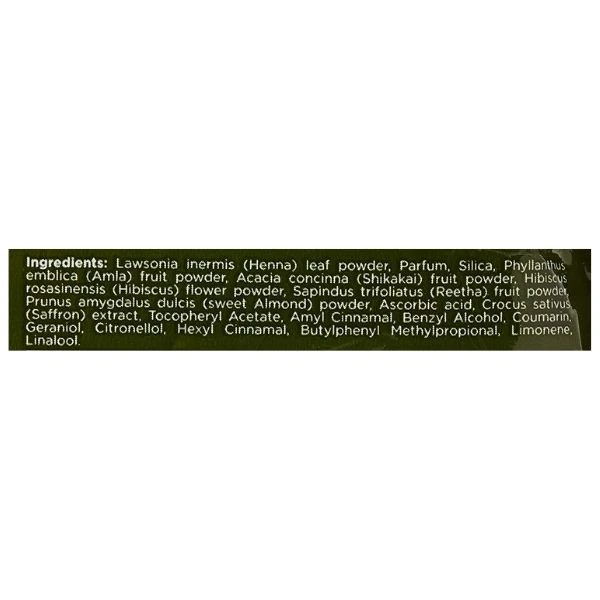 Ingredients: Lawsonia inermis (Henna) leaf powder, Parfum, Silica, Phyllanthus
emblica (Amla) fruit powder, Acacia concinna (Shikakai) fruit powder, Hibiscus
rosasinensis (Hibiscus) flower powder, Sapindus trifoliatus (Reetha) fruit powder,
Prunus amygdalus dulcis (sweet Almond) powder, Ascorbic acid, Crocus sativus
(Saffron) extract, Tocopheryl Acetate, Amyl Cinnamal, Benzyl Alcohol, Coumarin,
Geraniol, Citronellol, Hexyl Cinnamal, Butylphenyl Methylpropional, Limonene,
Linalool.